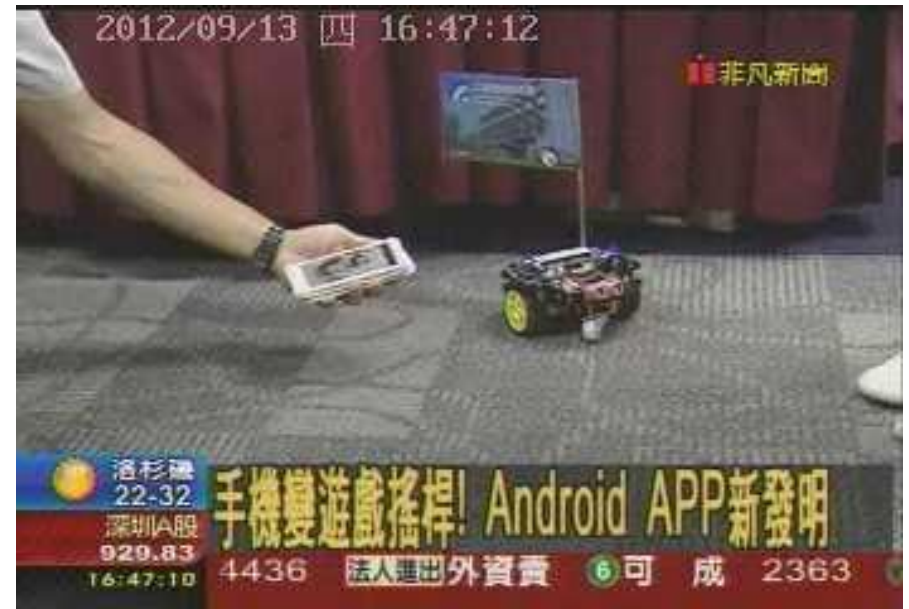 2012/09/13 四 16:47:12
非凡新聞
洛杉磯
22-32
深圳A股
929.83
16:47:10
手機變遊戲搖桿! Android APP新發明
4436 法人進出外資賣 6可 成 2363